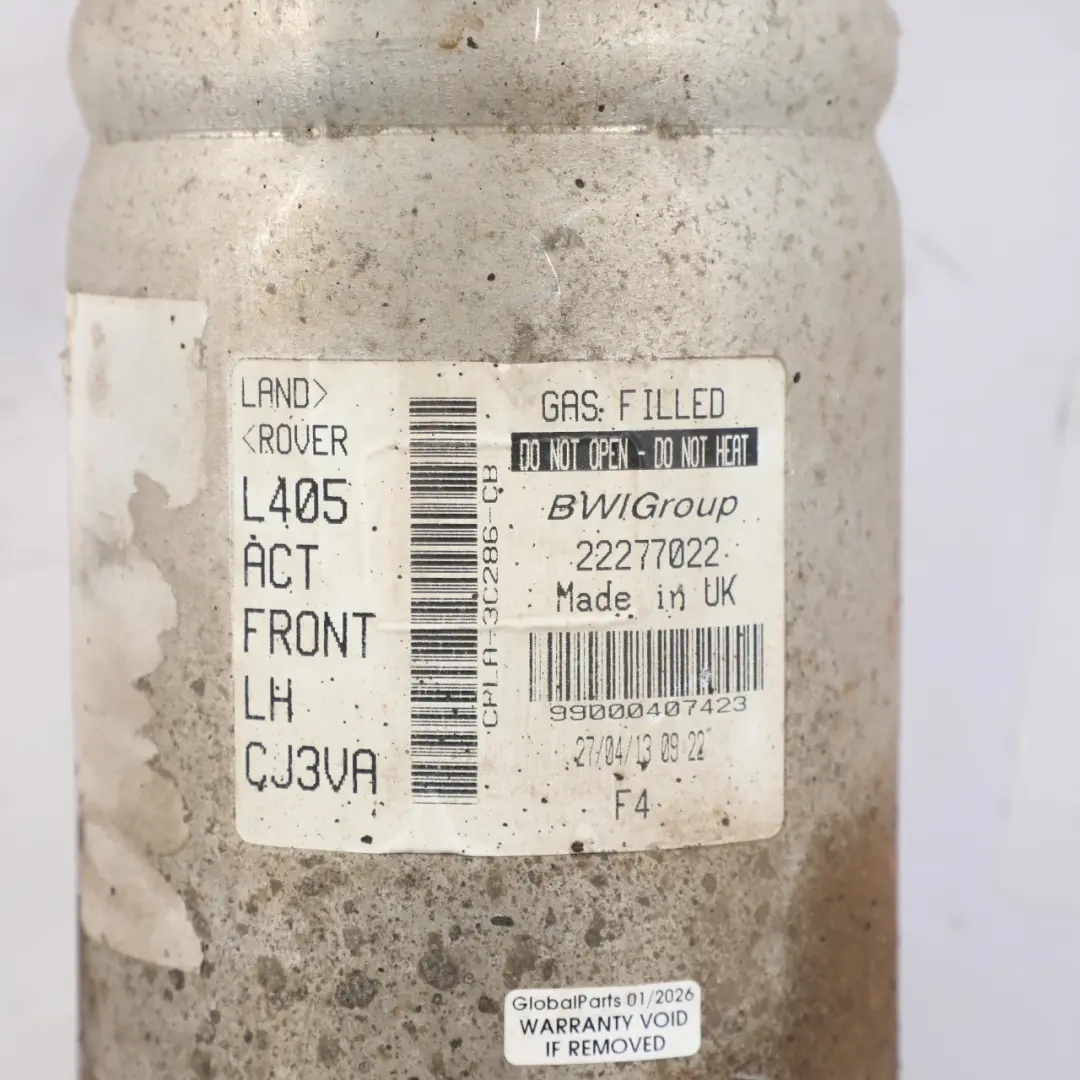 LAND>
<ROVER
L405
ACT
FRONT
LH
CJ3VA
CPLA-3C286-CB
GAS FILLED
DO NOT OPEN - DO NOT HEAT
BWIGroup
22277022
Made in UK
99000407423
27/04/13 09:22
F4
GlobalParts 01/2026
WARRANTY VOID
IF REMOVED